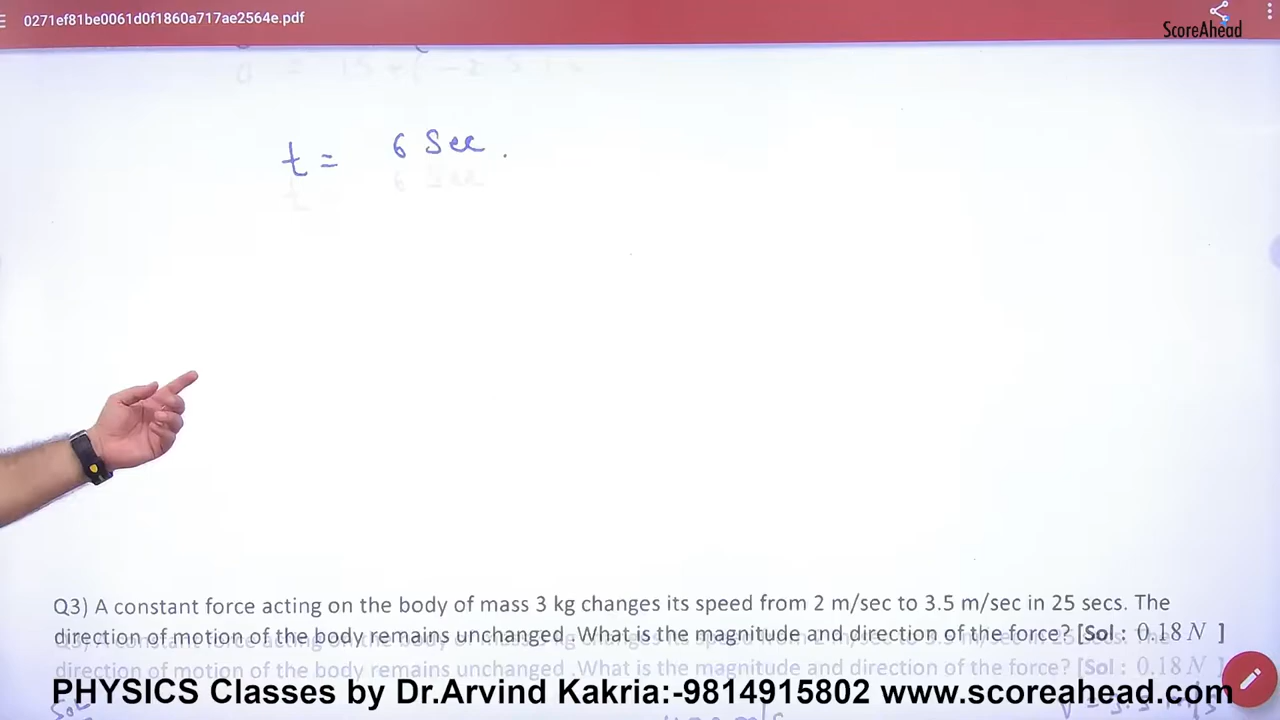 0271ef81be0061d0f1860a717ae2564e.pdf
ScoreAhead
t = 6 Sec .
Q3) A constant force acting on the body of mass 3 kg changes its speed from 2 m/sec to 3.5 m/sec in 25 secs. The
direction of motion of the body remains unchanged .What is the magnitude and direction of the force? [Sol : 0.18 N ]
PHYSICS Classes by Dr.Arvind Kakria:-9814915802 www.scoreahead.com